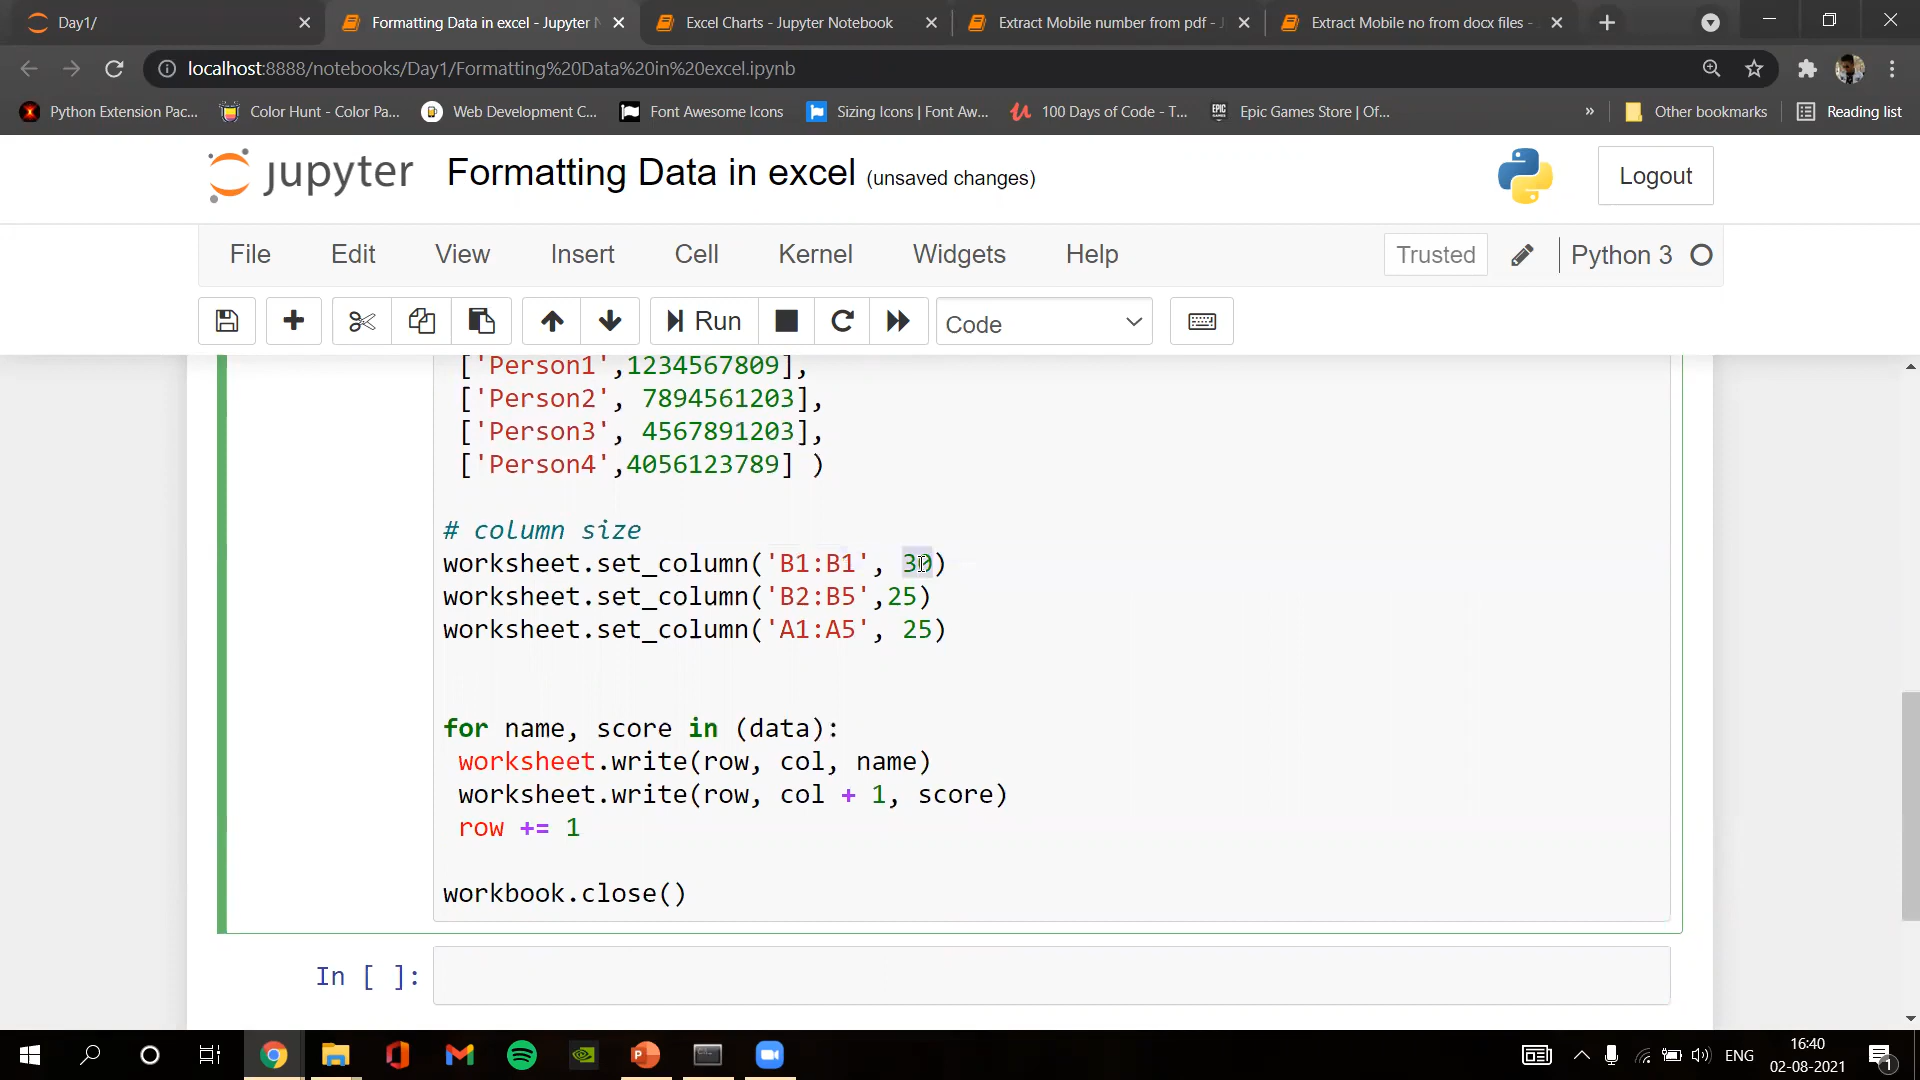 Day1/
Formatting Data in excel - Jupyter N
Excel Charts - Jupyter Notebook
Extract Mobile number from pdf - J
Extract Mobile no from docx files -
localhost:8888/notebooks/Day1/Formatting%20Data%20in%20excel.ipynb
Python Extension Pac...
Color Hunt - Color Pa...
Web Development C...
Font Awesome Icons
Sizing Icons | Font Aw...
100 Days of Code - T...
EPIC GAMES
Epic Games Store | Of...
»
Other bookmarks
Reading list
jupyter
Formatting Data in excel (unsaved changes)
Logout
File Edit View Insert Cell Kernel Widgets Help
Trusted
Python 3
Run
Code
['Person1',1234567809],
['Person2', 7894561203],
['Person3', 4567891203],
['Person4',4056123789] )
# column size
worksheet.set_column('B1:B1', 30)
worksheet.set_column('B2:B5',25)
worksheet.set_column('A1:A5', 25)
for name, score in (data):
worksheet.write(row, col, name)
worksheet.write(row, col + 1, score)
row += 1
workbook.close()
In [ ]:
ENG
16:40
02-08-2021
1